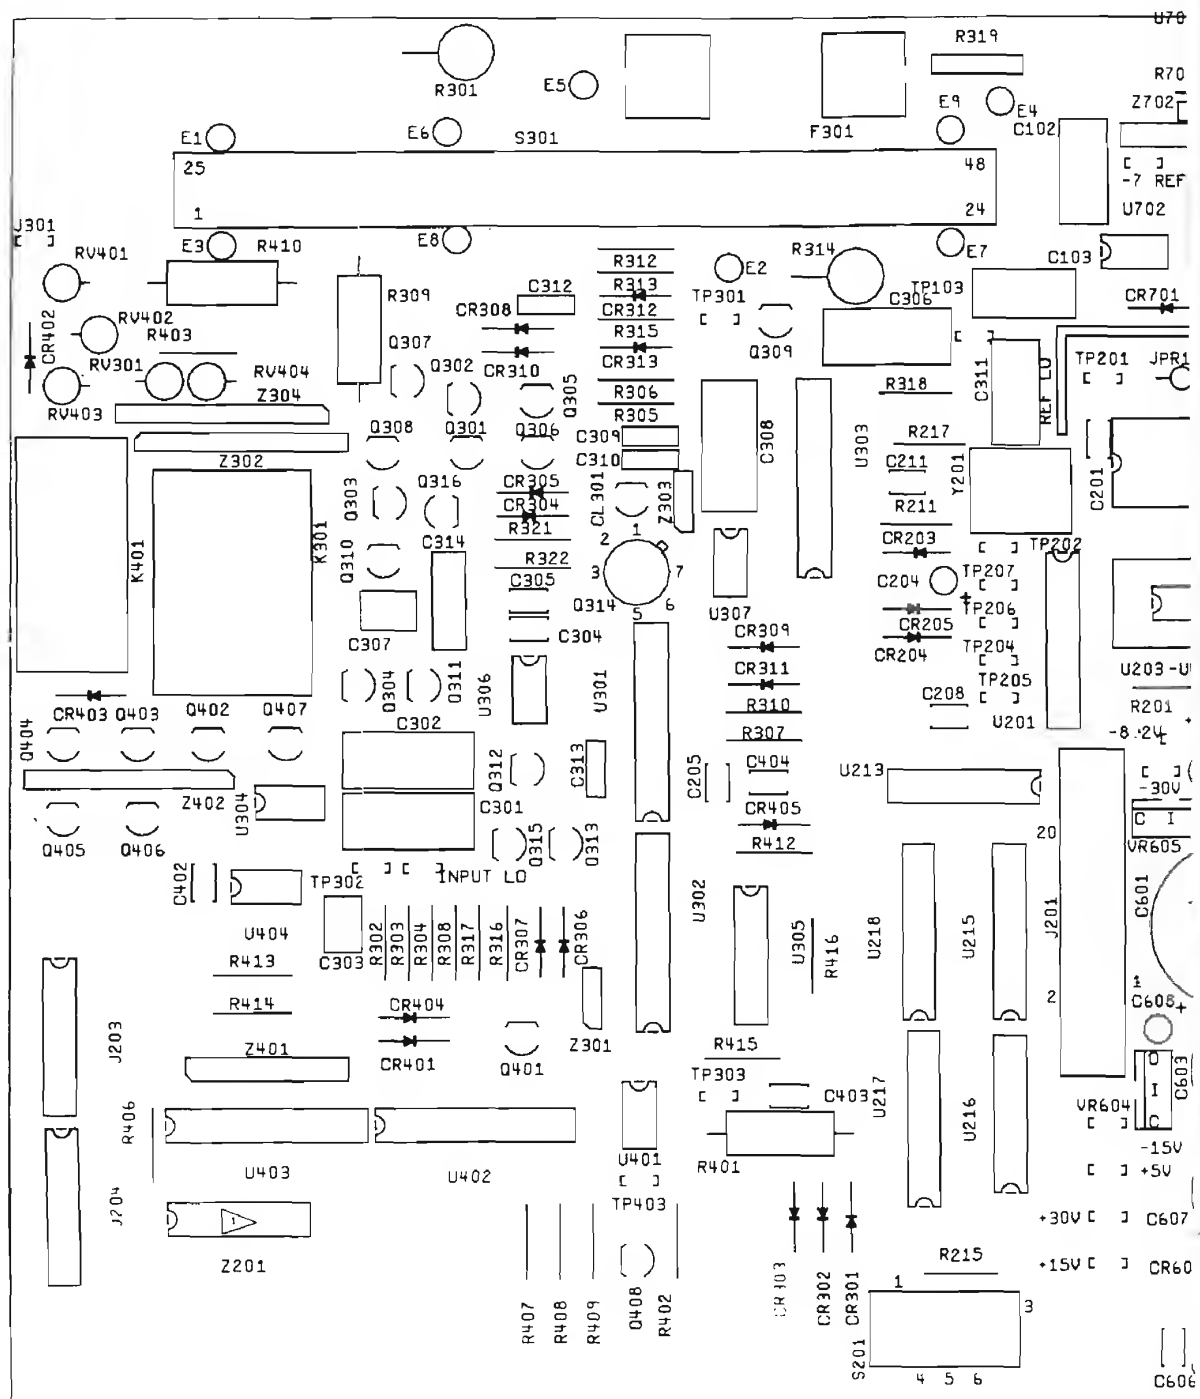 U70
R319
R301
E5
R70
Z702
E9
E4
C102
E1
E6
S301
F301
25
48
-7 REF
1
24
U702
J301
E3
R410
E8
R312
R314
E7
C103
RV401
E2
TP103
R313
C312
TP301
C306
CR701
R309
CR308
CR312
RV402
R315
CR402
R403
Q307
Q309
CR313
C311
REF LO
TP201
JPR1
RV301
RV404
Q302
CR310
Q305
R306
R318
RV403
Z304
R305
Q308
Q301
Q306
C309
C308
U303
R217
Z302
C310
C211
Y201
C201
Q303
Q316
CR305
CL301
Z303
CR304
R211
K401
K301
R321
1
2
CR203
TP202
Q310
C314
R322
3
7
C305
C204
+
TP207
Q314
5
6
U307
TP206
C307
C304
CR309
CR205
TP204
CR204
CR311
U203-U
Q304
Q311
U306
U301
TP205
CR403
Q403
Q402
Q407
R310
C208
R201
C302
U201
Q404
R307
-8.2V
Q312
C313
C205
C404
U213
-30V
Z402
U304
C301
CR405
C I
20
VR605
Q405
Q406
Q315
Q313
R412
C402
TP302
INPUT LO
U302
C601
U404
U305
R416
U218
U215
J201
C303
R302
R303
R304
R308
R317
R316
CR307
CR306
R413
1
2
C608
+
R414
CR404
J203
Z401
CR401
Q401
Z301
R415
O
I
C
C603
TP303
C403
U217
R406
U216
VR604
U403
U402
U401
R401
-15V
+5V
J204
TP403
1
+30V
C607
Z201
R215
+15V
CR60
1
3
R407
R408
R409
Q408
R402
CR303
CR302
CR301
S201
4 5 6
C606